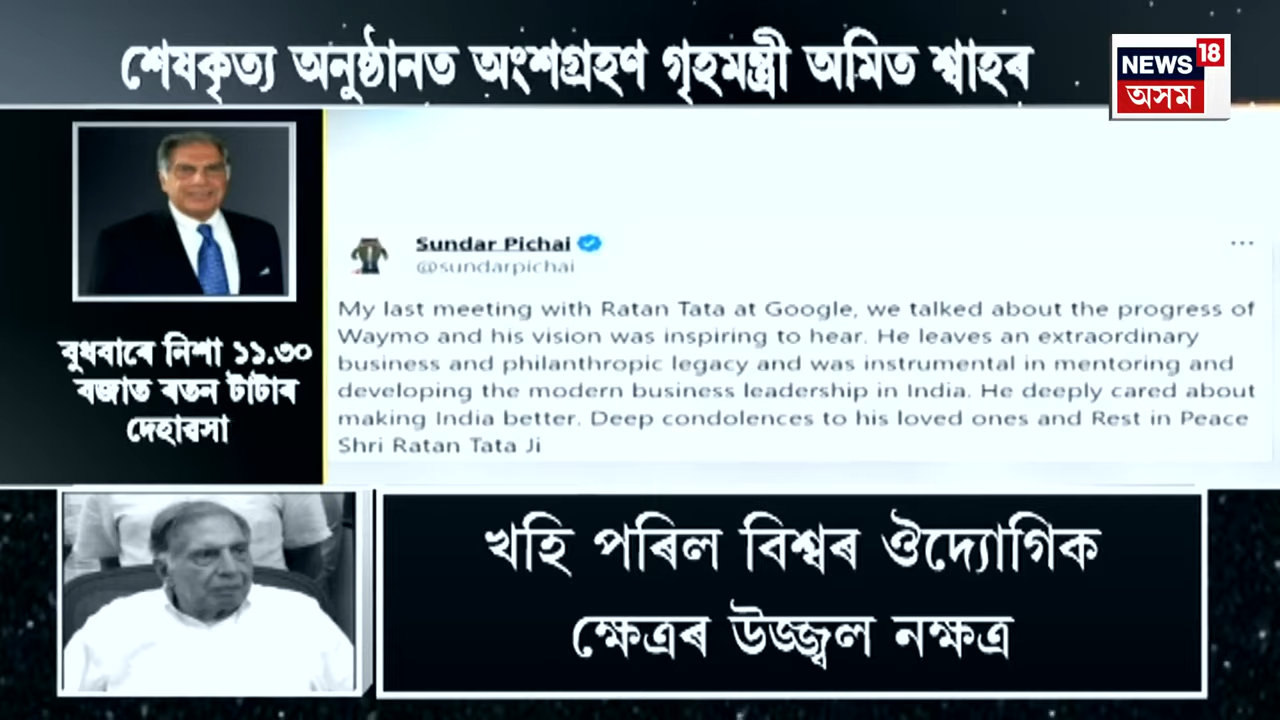 শেষকৃত্য অনুষ্ঠানত অংশগ্ৰহণ গৃহমন্ত্ৰী অমিত শ্বাহৰ
NEWS 18
অসম
বুধবাৰে নিশা ১১.৩০
বজাত ৰতন টাটাৰ
দেহাৱসা
Sundar Pichai
@sundarpichai
My last meeting with Ratan Tata at Google, we talked about the progress of
Waymo and his vision was inspiring to hear. He leaves an extraordinary
business and philanthropic legacy and was instrumental in mentoring and
developing the modern business leadership in India. He deeply cared about
making India better. Deep condolences to his loved ones and Rest in Peace
Shri Ratan Tata Ji
খহি পৰিল বিশ্বৰ ঔদ্যোগিক
ক্ষেত্ৰৰ উজ্জ্বল নক্ষত্ৰ